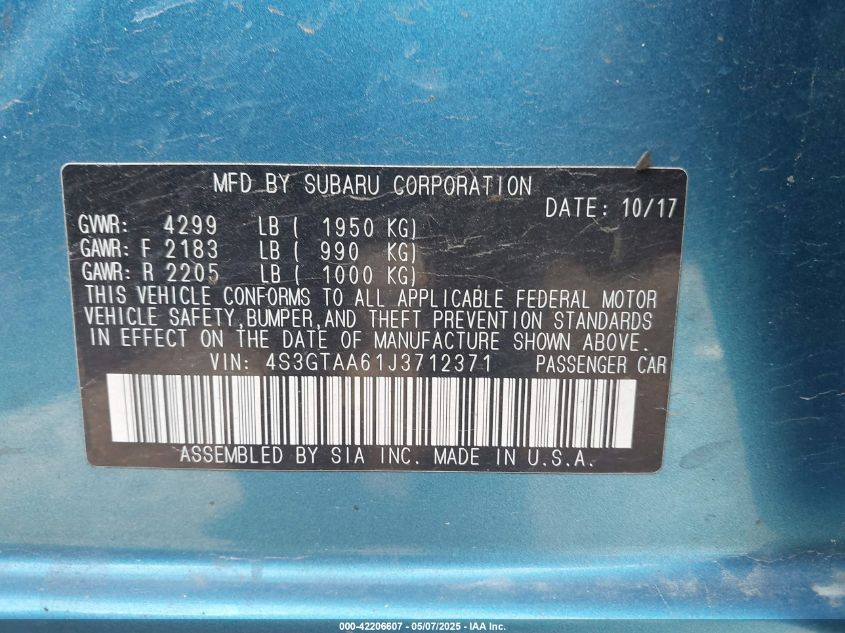 MFD BY SUBARU CORPORATION
DATE: 10/17
GVWR: 4299 LB ( 1950 KG)
GAWR: F 2183 LB ( 990 KG)
GAWR: R 2205 LB ( 1000 KG)
THIS VEHICLE CONFORMS TO ALL APPLICABLE FEDERAL MOTOR
VEHICLE SAFETY,BUMPER,AND THEFT PREVENTION STANDARDS
IN EFFECT ON THE DATE OF MANUFACTURE SHOWN ABOVE.
VIN: 4S3GTAA61J3712371 PASSENGER CAR
ASSEMBLED BY SIA INC. MADE IN U.S.A.
000-42206607 - 05/07/2025 - IAA Inc.